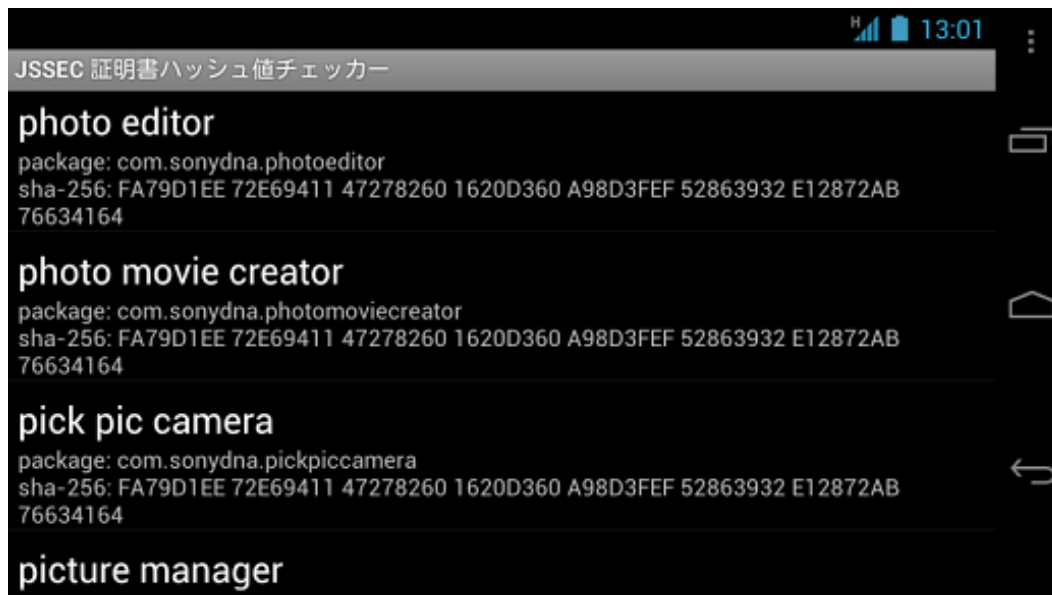 H 13:01
JSSEC 証明書ハッシュ値チェッカー
photo editor
package: com.sonydna.photoeditor
sha-256: FA79D1EE 72E69411 47278260 1620D360 A98D3FEF 52863932 E12872AB
76634164
photo movie creator
package: com.sonydna.photomoviecreator
sha-256: FA79D1EE 72E69411 47278260 1620D360 A98D3FEF 52863932 E12872AB
76634164
pick pic camera
package: com.sonydna.pickpiccamera
sha-256: FA79D1EE 72E69411 47278260 1620D360 A98D3FEF 52863932 E12872AB
76634164
picture manager